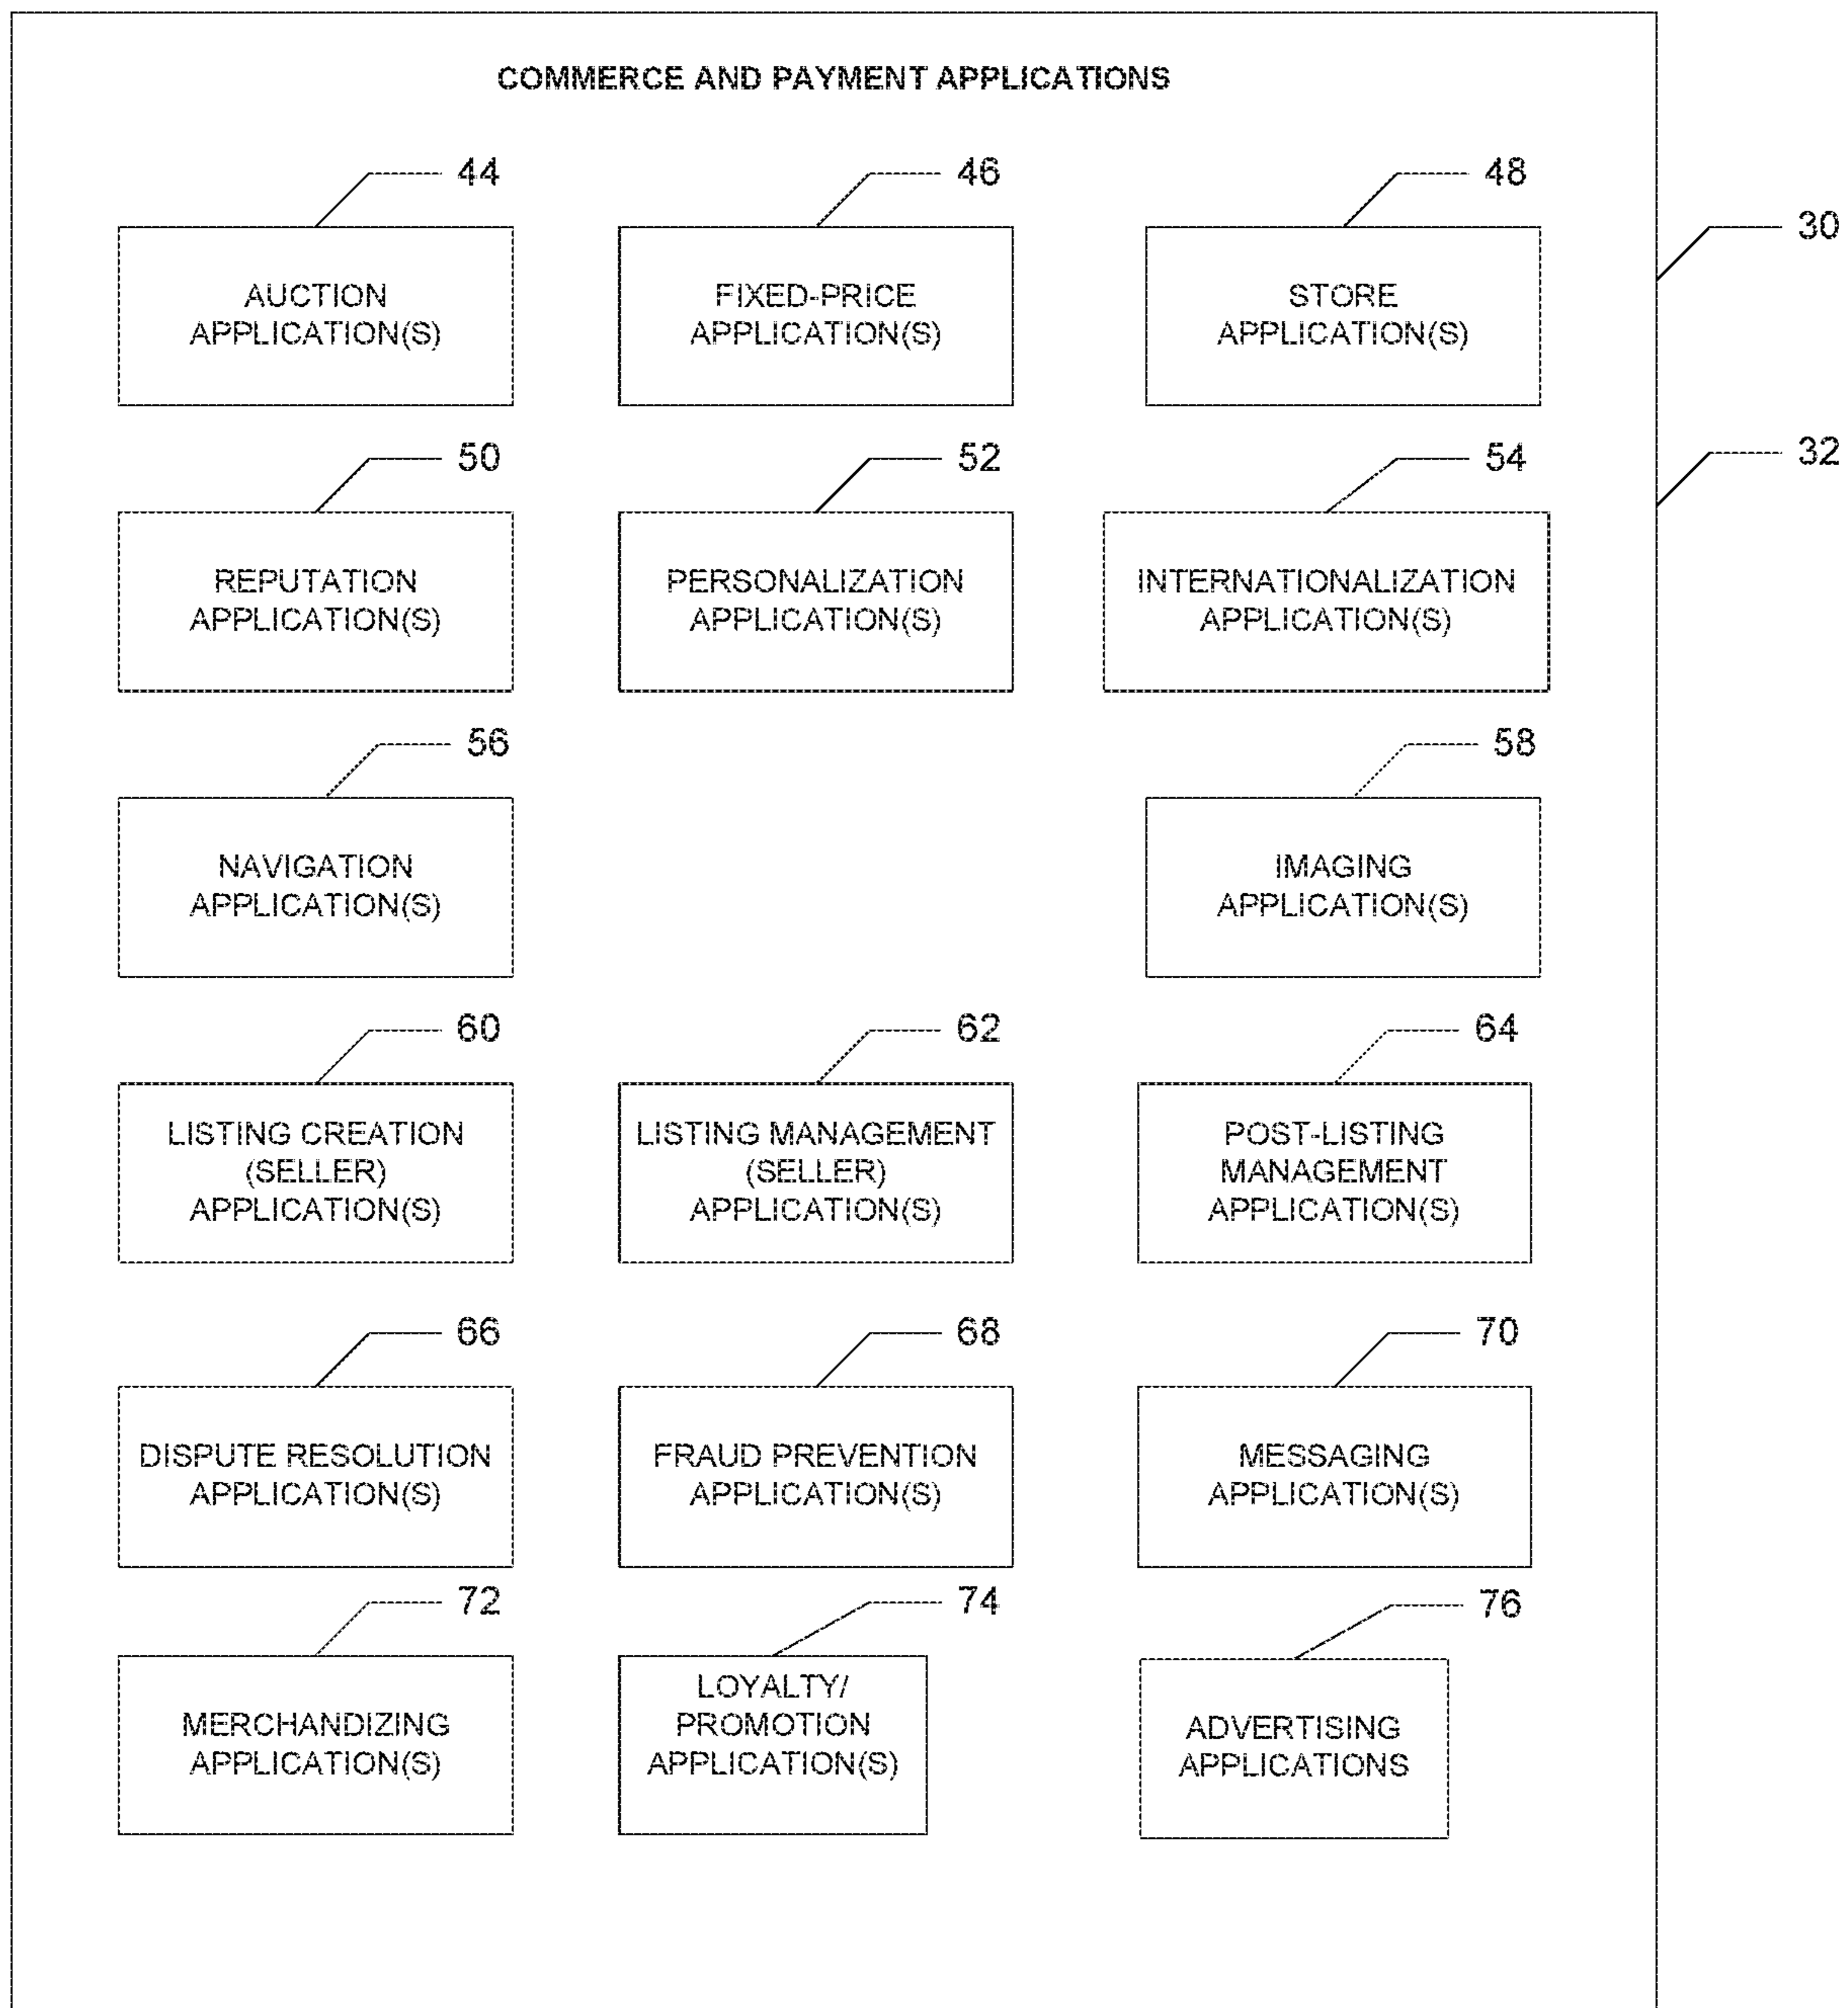 COMMERCE AND PAYMENT APPLICATIONS
44
46
48
30
AUCTION
APPLICATION(S)
FIXED-PRICE
APPLICATION(S)
STORE
APPLICATION(S)
50
52
54
32
REPUTATION
APPLICATION(S)
PERSONALIZATION
APPLICATION(S)
INTERNATIONALIZATION
APPLICATION(S)
56
58
NAVIGATION
APPLICATION(S)
IMAGING
APPLICATION(S)
60
62
64
LISTING CREATION
(SELLER)
APPLICATION(S)
LISTING MANAGEMENT
(SELLER)
APPLICATION(S)
POST-LISTING
MANAGEMENT
APPLICATION(S)
66
68
70
DISPUTE RESOLUTION
APPLICATION(S)
FRAUD PREVENTION
APPLICATION(S)
MESSAGING
APPLICATION(S)
72
74
76
MERCHANDIZING
APPLICATION(S)
LOYALTY/
PROMOTION
APPLICATION(S)
ADVERTISING
APPLICATIONS